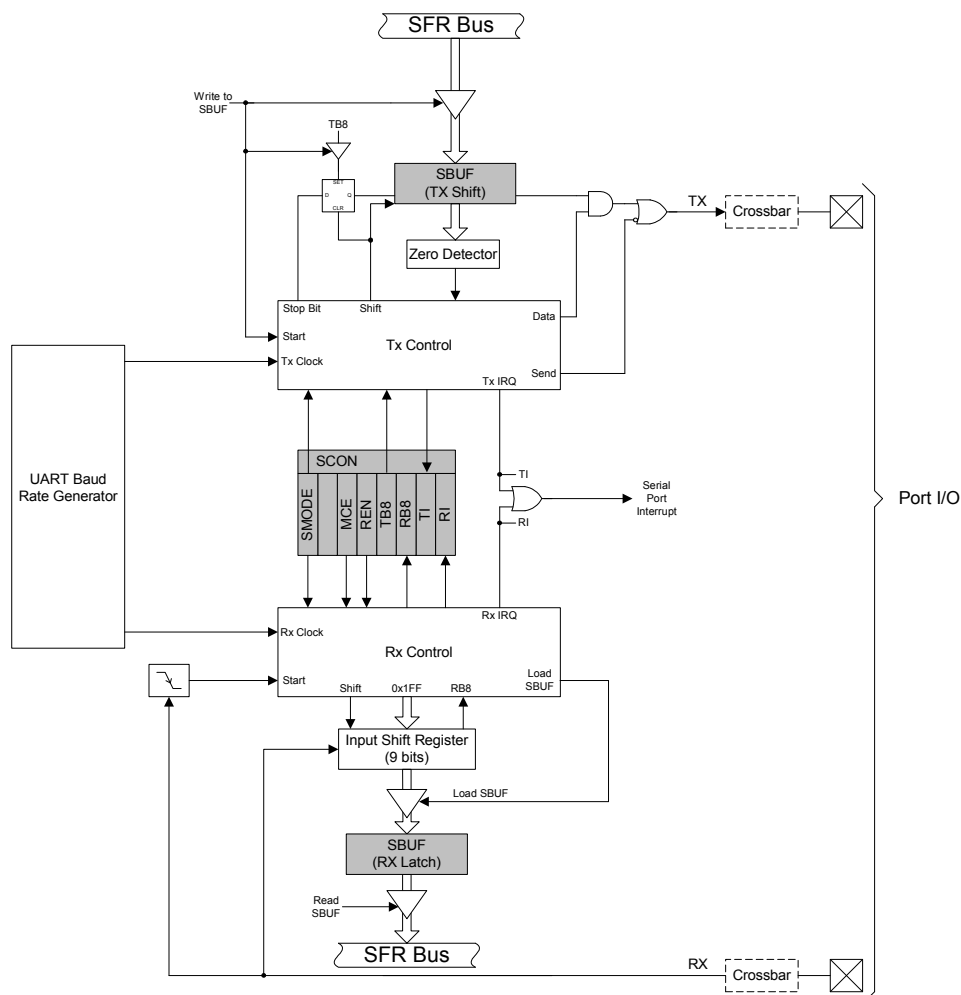 SFR Bus
Write to
SBUF
TB8
SET
D
Q
CLR
SBUF
(TX Shift)
TX
Crossbar
Zero Detector
Stop Bit
Shift
Data
Start
Tx Control
Tx Clock
Send
Tx IRQ
UART Baud
Rate Generator
SCON
SMODE
MCE
REN
TB8
RB8
TI
RI
TI
RI
Serial
Port
Interrupt
Port I/O
Rx IRQ
Rx Clock
Rx Control
Start
Load
SBUF
Shift
0x1FF
RB8
Input Shift Register
(9 bits)
Load SBUF
SBUF
(RX Latch)
Read
SBUF
SFR Bus
RX
Crossbar